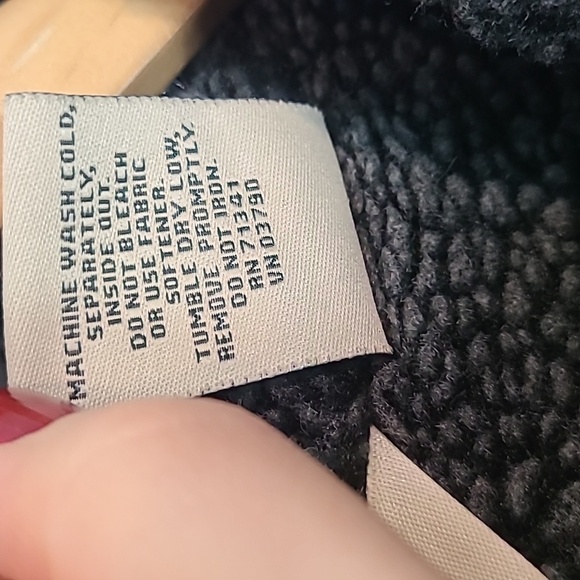 MACHINE WASH COLD,
SEPARATELY,
INSIDE OUT.
DO NOT BLEACH
OR USE FABRIC
SOFTENER.
TUMBLE DRY LOW,
REMOVE PROMPTLY.
DO NOT IRON.
RN 71341
VN 03790